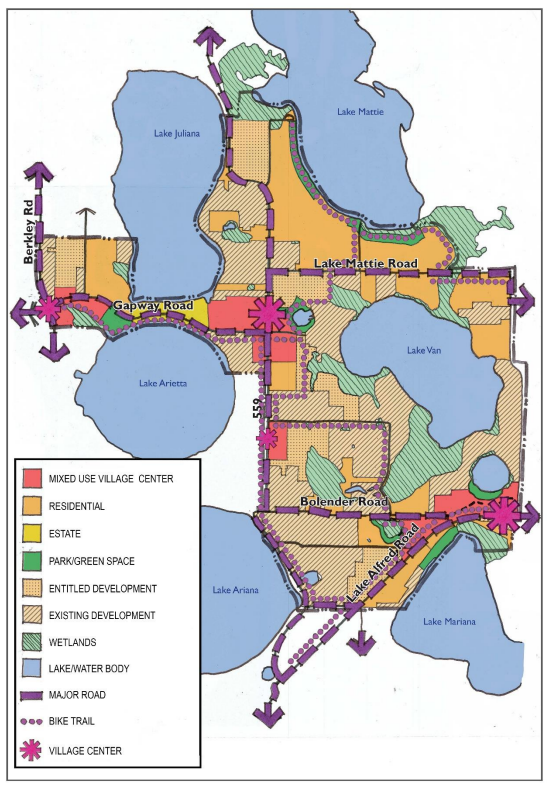 Lake Mattie
Lake Juliana
Berkley Rd
Lake Mattie Road
Gapway Road
Lake Van
Lake Arietta
559
MIXED USE VILLAGE CENTER
RESIDENTIAL
ESTATE
PARK/GREEN SPACE
ENTITLED DEVELOPMENT
EXISTING DEVELOPMENT
WETLANDS
LAKE/WATER BODY
MAJOR ROAD
BIKE TRAIL
VILLAGE CENTER
Bolender Road
Lake Alfred Road
Lake Ariana
Lake Mariana